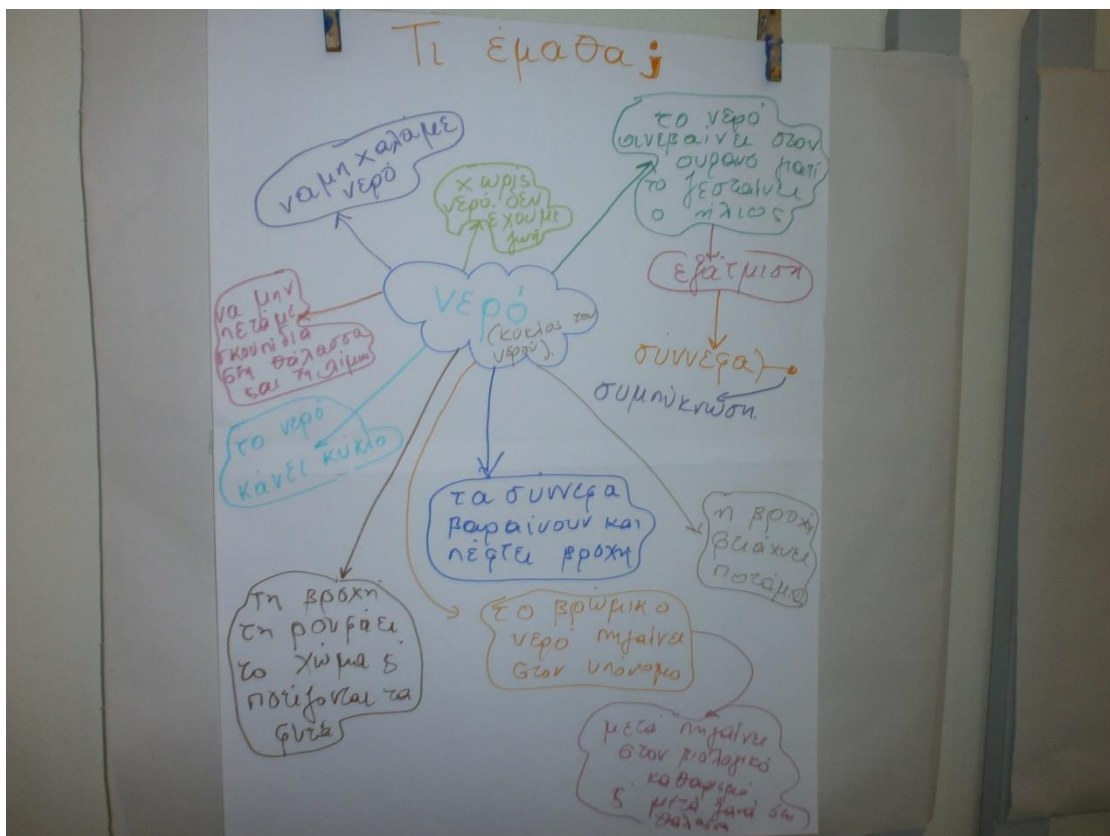 Τι έμαθα;
να μη χαλάμε
νερό
χωρίς
νερό δεν
έχουμε
ζωή
το νερό
ανεβαίνει στον
ουρανό γιατί
το ζεσταίνει
ο ήλιος
εξάτμιση
σύννεφα
συμπύκνωση
νερό
(κύκλος του
νερού).
να μην
πετάμε
σκουπίδια
στη θάλασσα
και τη λίμνη
το νερό
κάνει κύκλο
τα σύννεφα
βαραίνουν και
πέφτει βροχή
η βροχή
φτιάχνει
ποτάμια
τη βροχή
τη ρουφάει
το χώμα &
ποτίζονται τα
φυτά
το βρώμικο
νερό πηγαίνει
στον υπόνομο
μετά πηγαίνει
στον βιολογικό
καθαρισμό
& μετά ξανά στη
θάλασσα